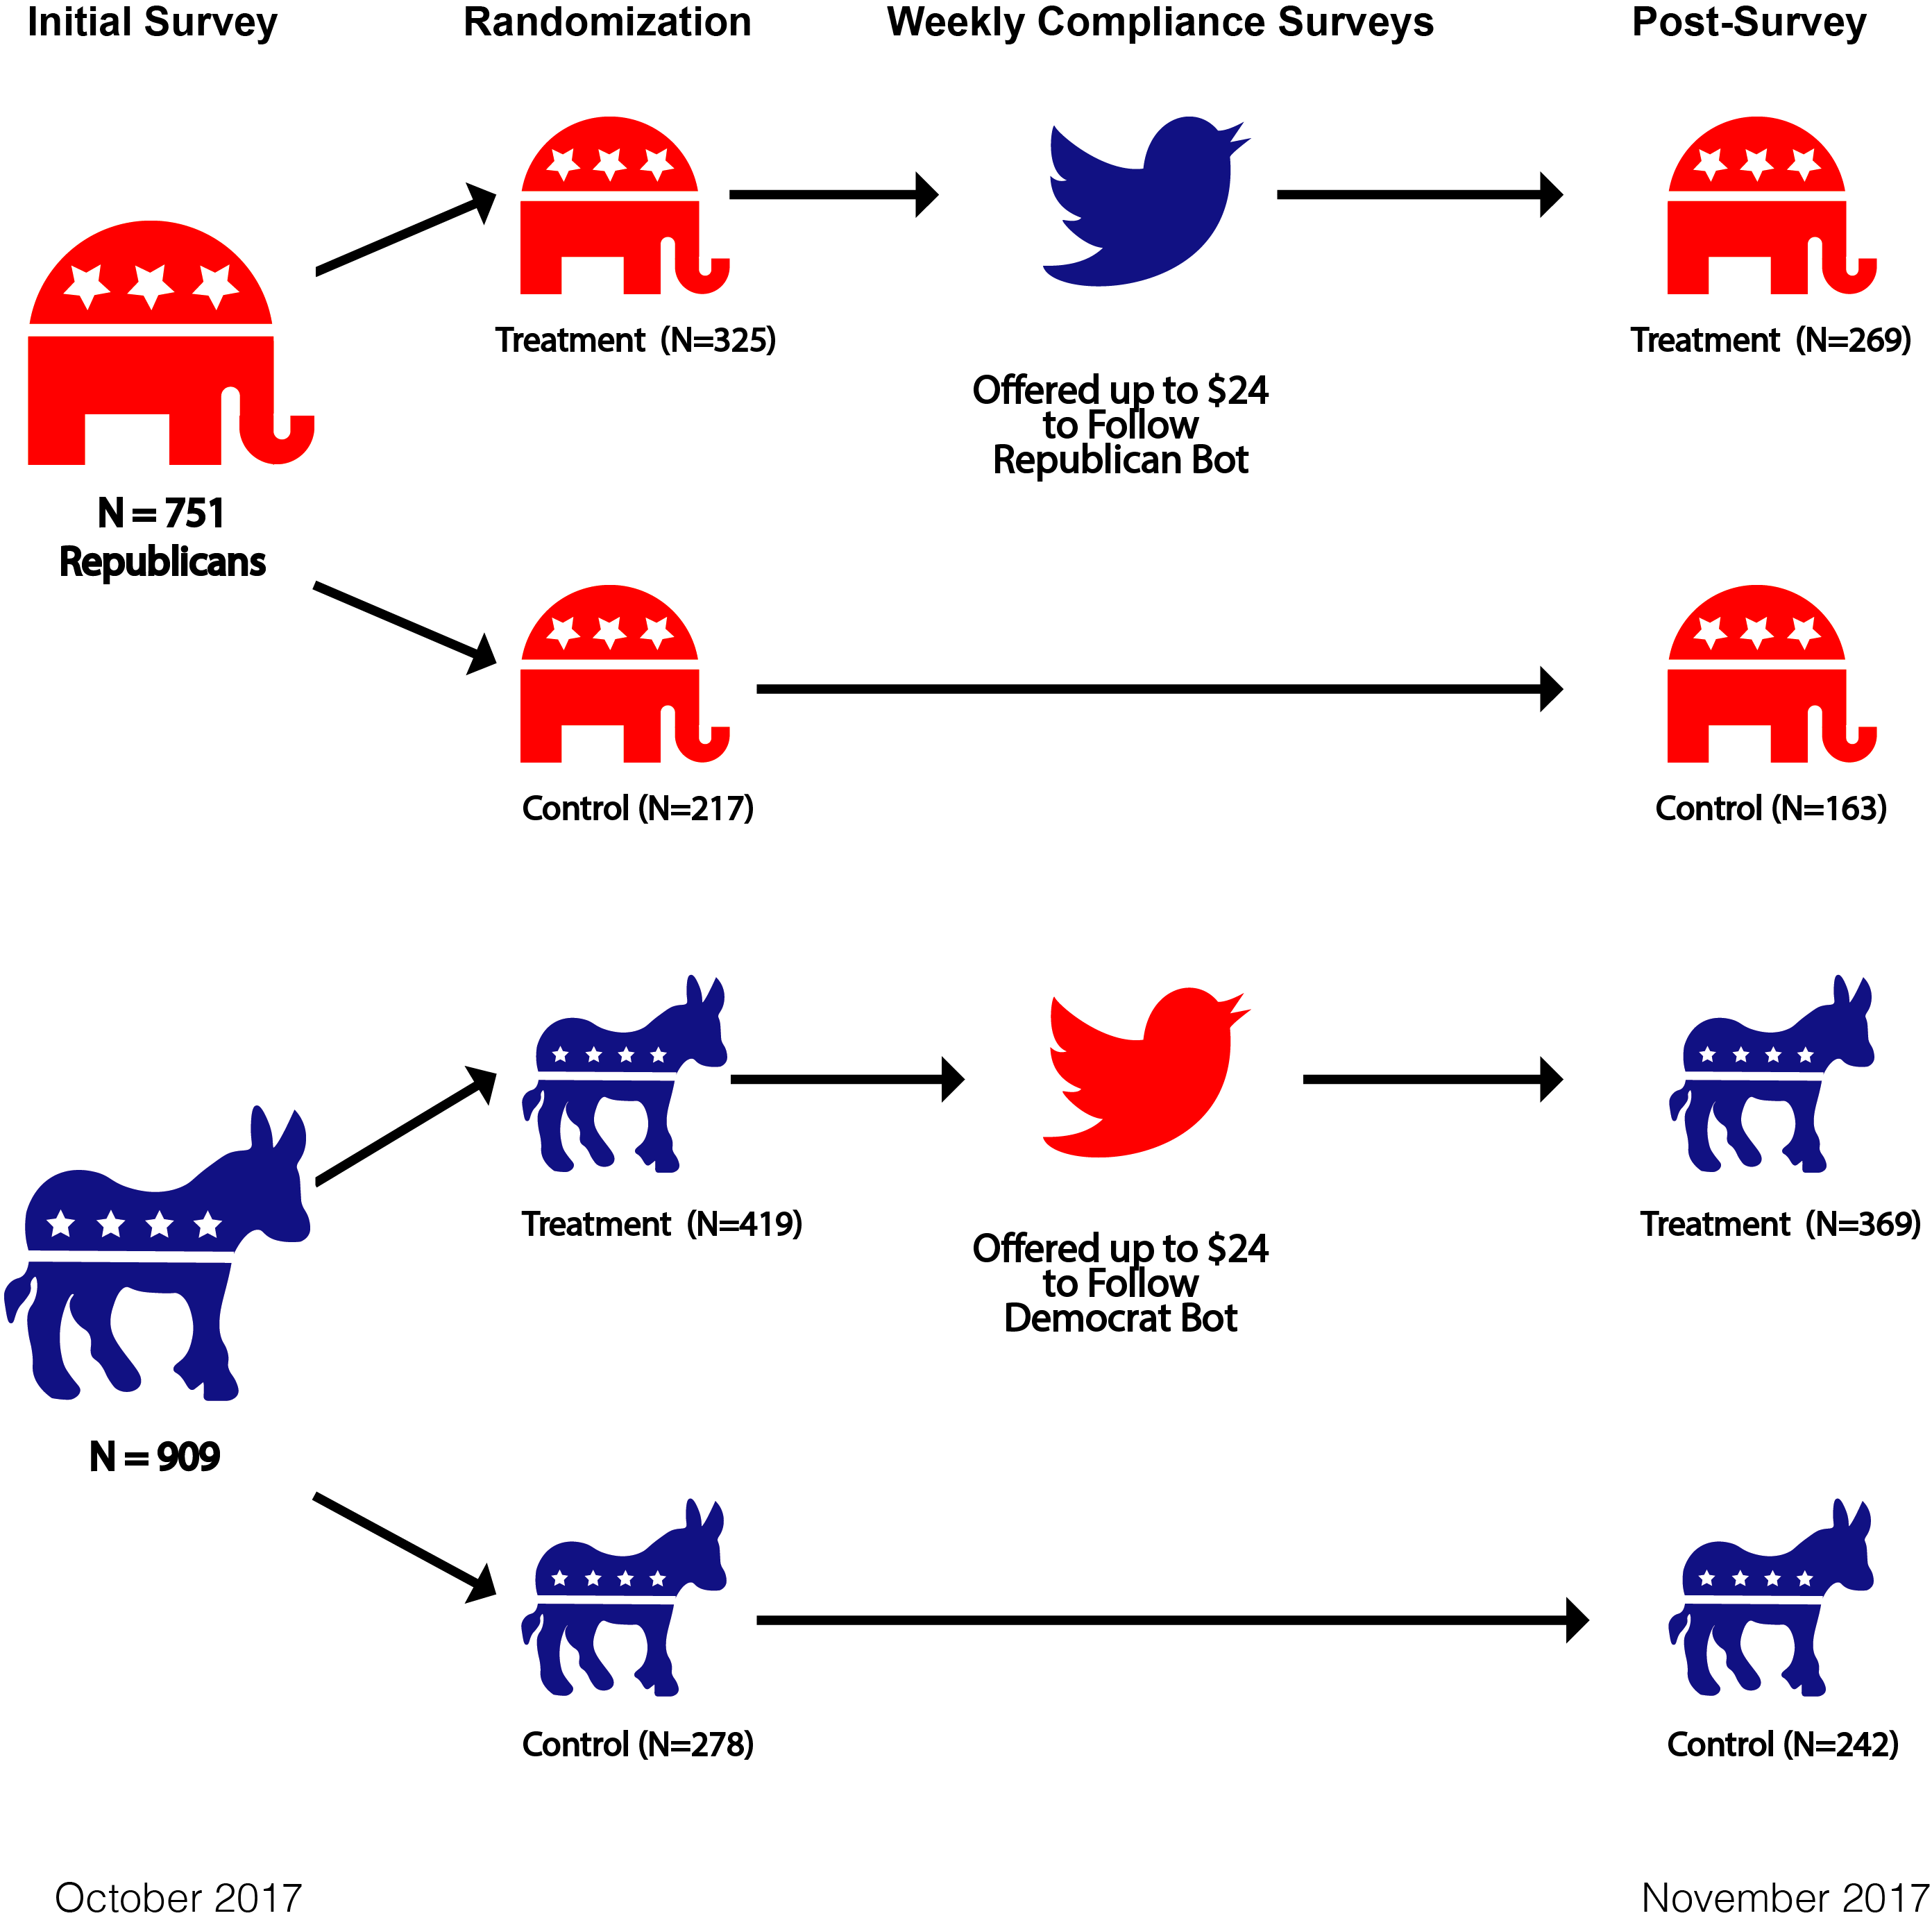 Initial Survey
Randomization
Weekly Compliance Surveys
Post-Survey
Treatment (N=325)
Treatment (N=269)
Offered up to $24
to Follow
Republican Bot
N = 751
Republicans
Control (N=217)
Control (N=163)
Treatment (N=419)
Treatment (N=369)
Offered up to $24
to Follow
Democrat Bot
N = 909
Control (N=278)
Control (N=242)
October 2017
November 2017